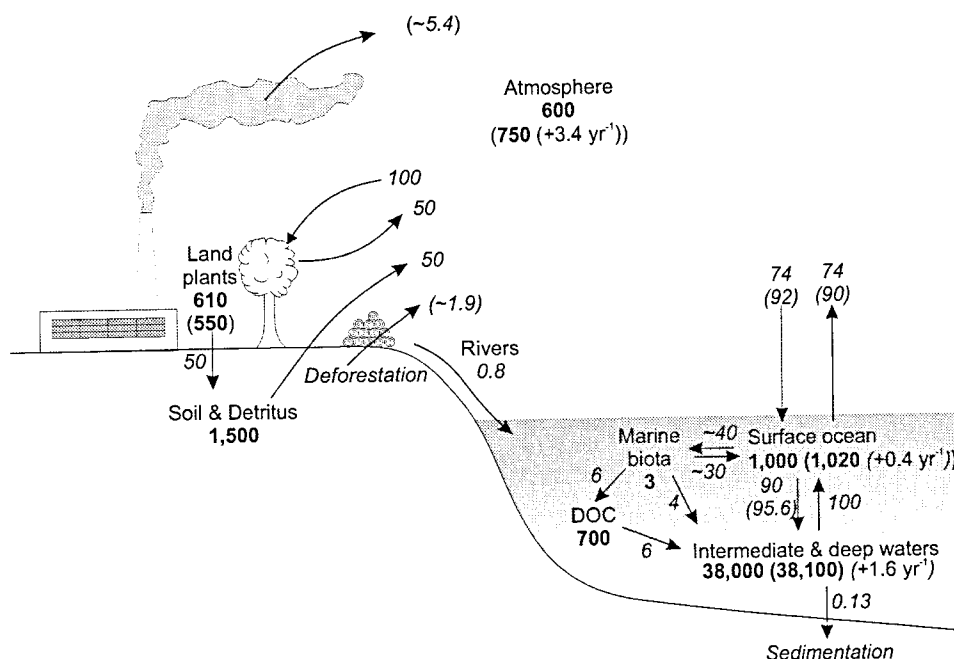 (~5.4)
Atmosphere
600
(750 (+3.4 yr⁻¹))
100
50
Land
plants
610
(550)
50
50
(~1.9)
Deforestation
Soil & Detritus
1,500
Rivers
0.8
74
(92)
74
(90)
Marine
biota
3
~40
~30
Surface ocean
1,000 (1,020 (+0.4 yr⁻¹)
6
4
90
(95.6)
100
DOC
700
6
Intermediate & deep waters
38,000 (38,100) (+1.6 yr⁻¹)
0.13
Sedimentation